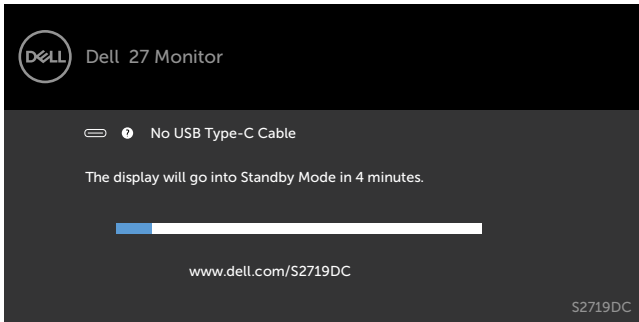 DELL Dell 27 Monitor
? No USB Type-C Cable
The display will go into Standby Mode in 4 minutes.
www.dell.com/S2719DC
S2719DC